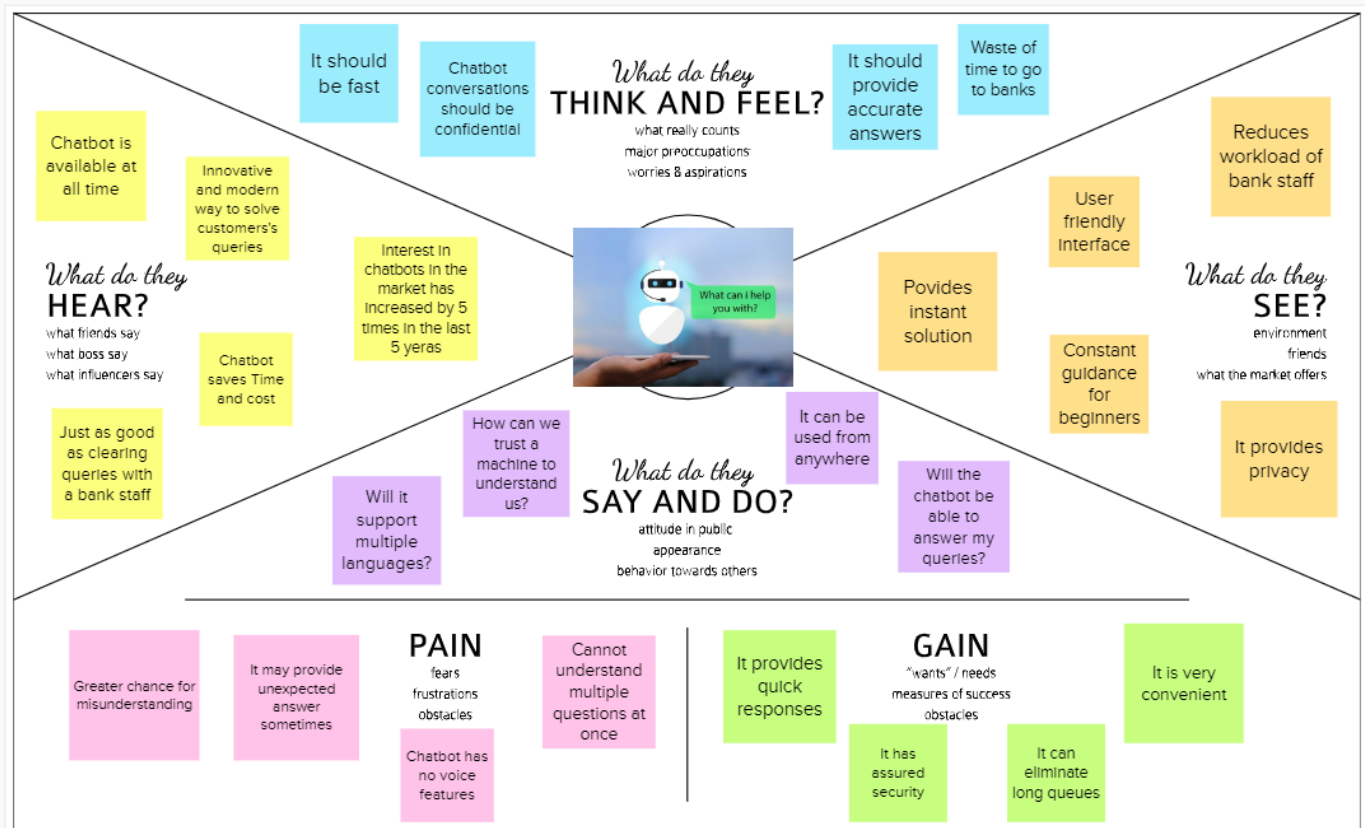 It should
be fast
Chatbot
conversations
should be
confidential
What do they
THINK AND FEEL?
what really counts
major preoccupations
worries & aspirations
It should
provide
accurate
answers
Waste of
time to go
to banks
Chatbot is
available at
all time
Innovative
and modern
way to solve
customers's
queries
Interest in
chatbots in the
market has
increased by 5
times in the last
5 yeras
What do they
HEAR?
what friends say
what boss say
what influencers say
Chatbot
saves Time
and cost
Just as good
as clearing
queries with
a bank staff
What can i help
you with?
Reduces
workload of
bank staff
User
friendly
interface
Povides
instant
solution
What do they
SEE?
environment
friends
what the market offers
Constant
guidance
for
beginners
It provides
privacy
How can we
trust a
machine to
understand
us?
Will it
support
multiple
languages?
What do they
SAY AND DO?
attitude in public
appearance
behavior towards others
It can be
used from
anywhere
Will the
chatbot be
able to
answer my
queries?
Greater chance for
misunderstanding
It may provide
unexpected
answer
sometimes
PAIN
fears
frustrations
obstacles
Chatbot has
no voice
features
Cannot
understand
multiple
questions at
once
It provides
quick
responses
GAIN
"wants" / needs
measures of success
obstacles
It has
assured
security
It can
eliminate
long queues
It is very
convenient